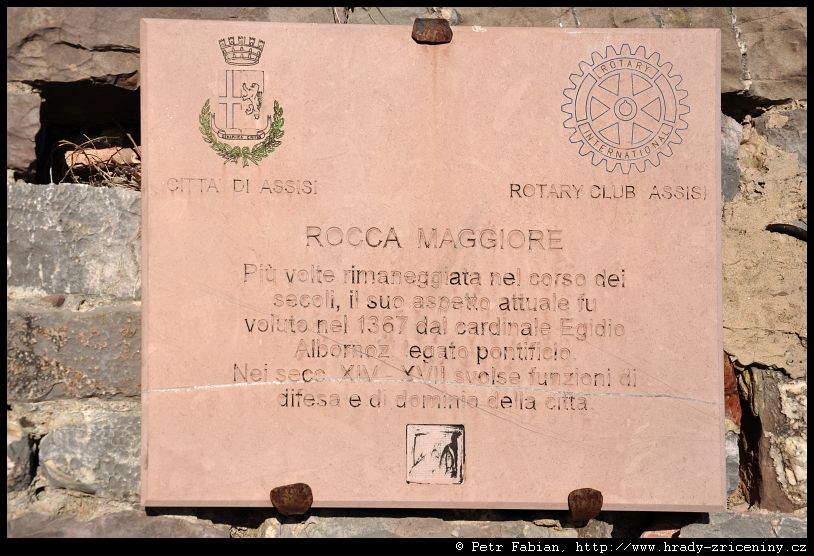 ROTARY
INTERNATIONAL
CITTA' DI ASSISI
ROTARY CLUB ASSISI
ROCCA MAGGIORE
Più volte rimaneggiata nel corso dei
secoli, il suo aspetto attuale fu
voluto nel 1367 dal cardinale Egidio
Albornoz legato pontificio.
Nei secc. XIV - XVII svolse funzioni di
difesa e di dominio della città.
© Petr Fabian, http://www.hrady-zriceniny.cz